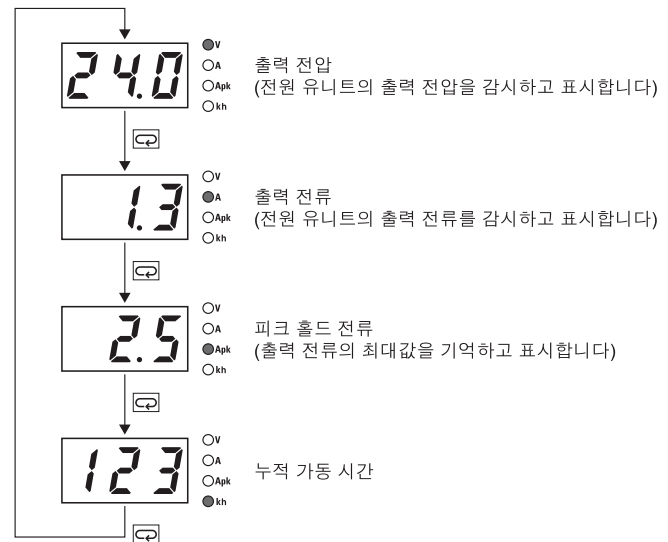 24.0
V
A
Apk
kh
출력 전압
(전원 유니트의 출력 전압을 감시하고 표시합니다)
1.3
V
A
Apk
kh
출력 전류
(전원 유니트의 출력 전류를 감시하고 표시합니다)
2.5
V
A
Apk
kh
피크 홀드 전류
(출력 전류의 최대값을 기억하고 표시합니다)
123
V
A
Apk
kh
누적 가동 시간